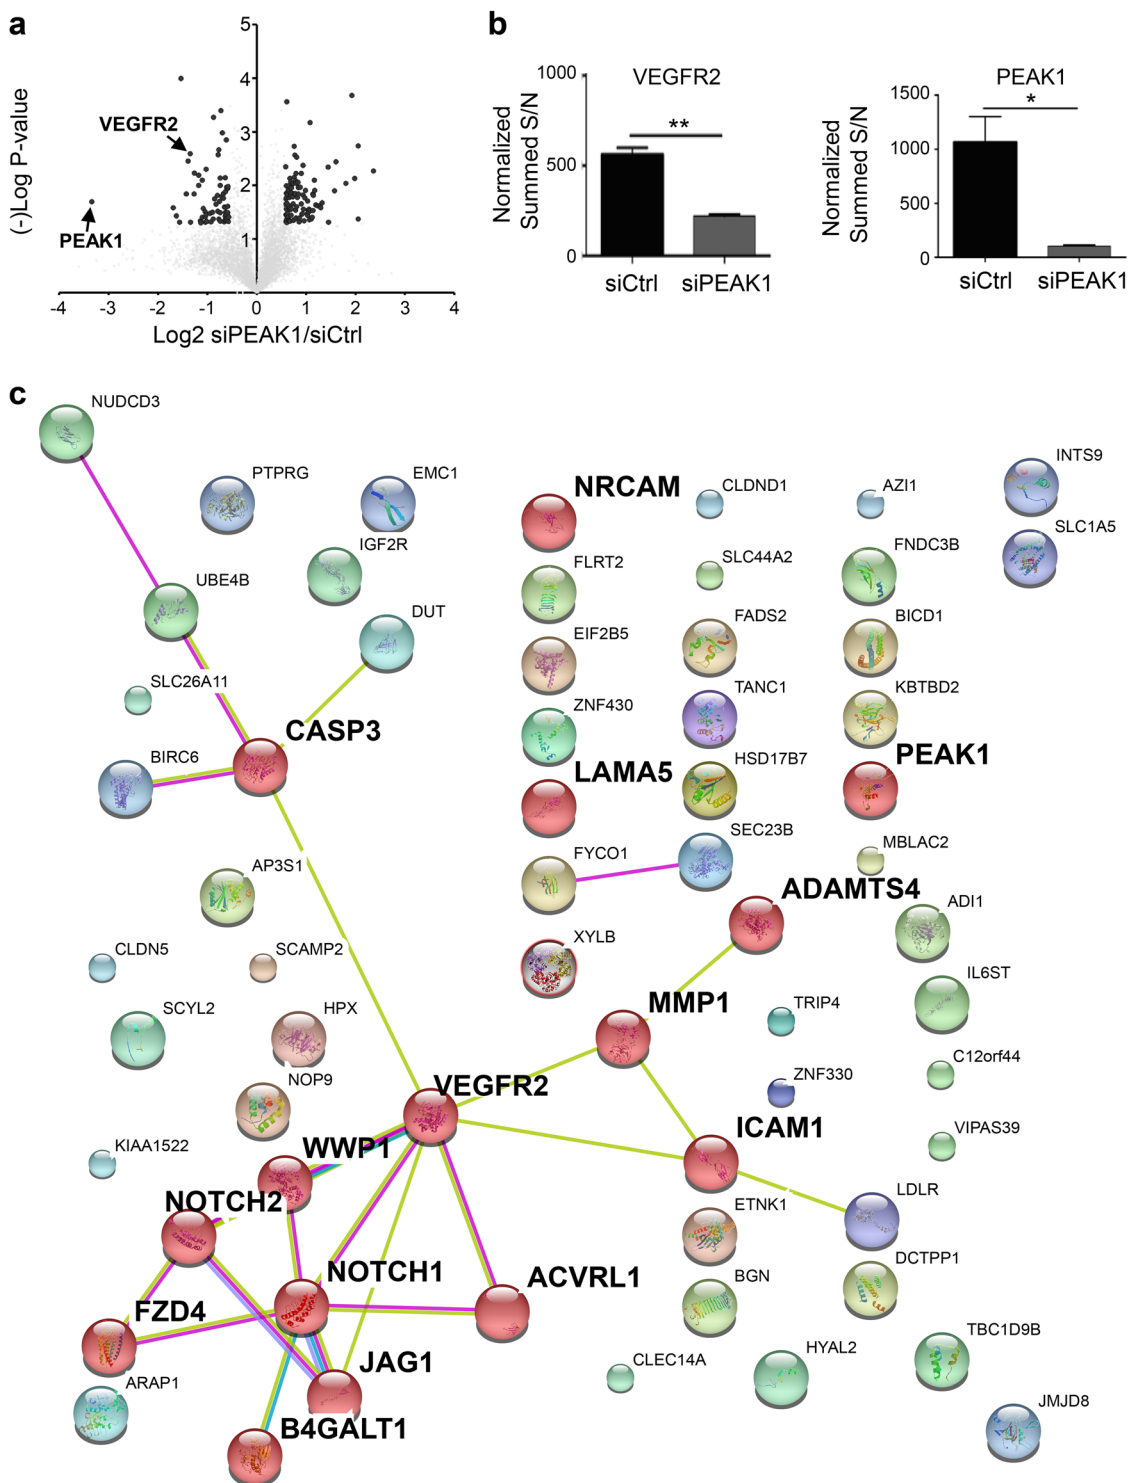 a
5
4
3
2
1
(-)Log P-value
VEGFR2
PEAK1
-4 -3 -2 -1 0 1 2 3 4
Log2 siPEAK1/siCtrl
b
VEGFR2
1000
500
0
Normalized
Summed S/N
**
siCtrl siPEAK1
PEAK1
1500
1000
500
0
Normalized
Summed S/N
*
siCtrl siPEAK1
c
NUDCD3
PTPRG
EMC1
IGF2R
UBE4B
DUT
SLC26A11
CASP3
BIRC6
NRCAM
CLDND1
AZI1
INTS9
SLC1A5
FLRT2
SLC44A2
FNDC3B
EIF2B5
FADS2
BICD1
ZNF430
TANC1
KBTBD2
LAMA5
HSD17B7
PEAK1
FYCO1
SEC23B
MBLAC2
AP3S1
ADAMTS4
ADI1
CLDN5
SCAMP2
XYLB
IL6ST
SCYL2
HPX
MMP1
TRIP4
C12orf44
NOP9
VEGFR2
ZNF330
KIAA1522
WWP1
ICAM1
VIPAS39
NOTCH2
ETNK1
LDLR
NOTCH1
ACVRL1
BGN
DCTPP1
FZD4
JAG1
CLEC14A
HYAL2
TBC1D9B
ARAP1
B4GALT1
JMJD8